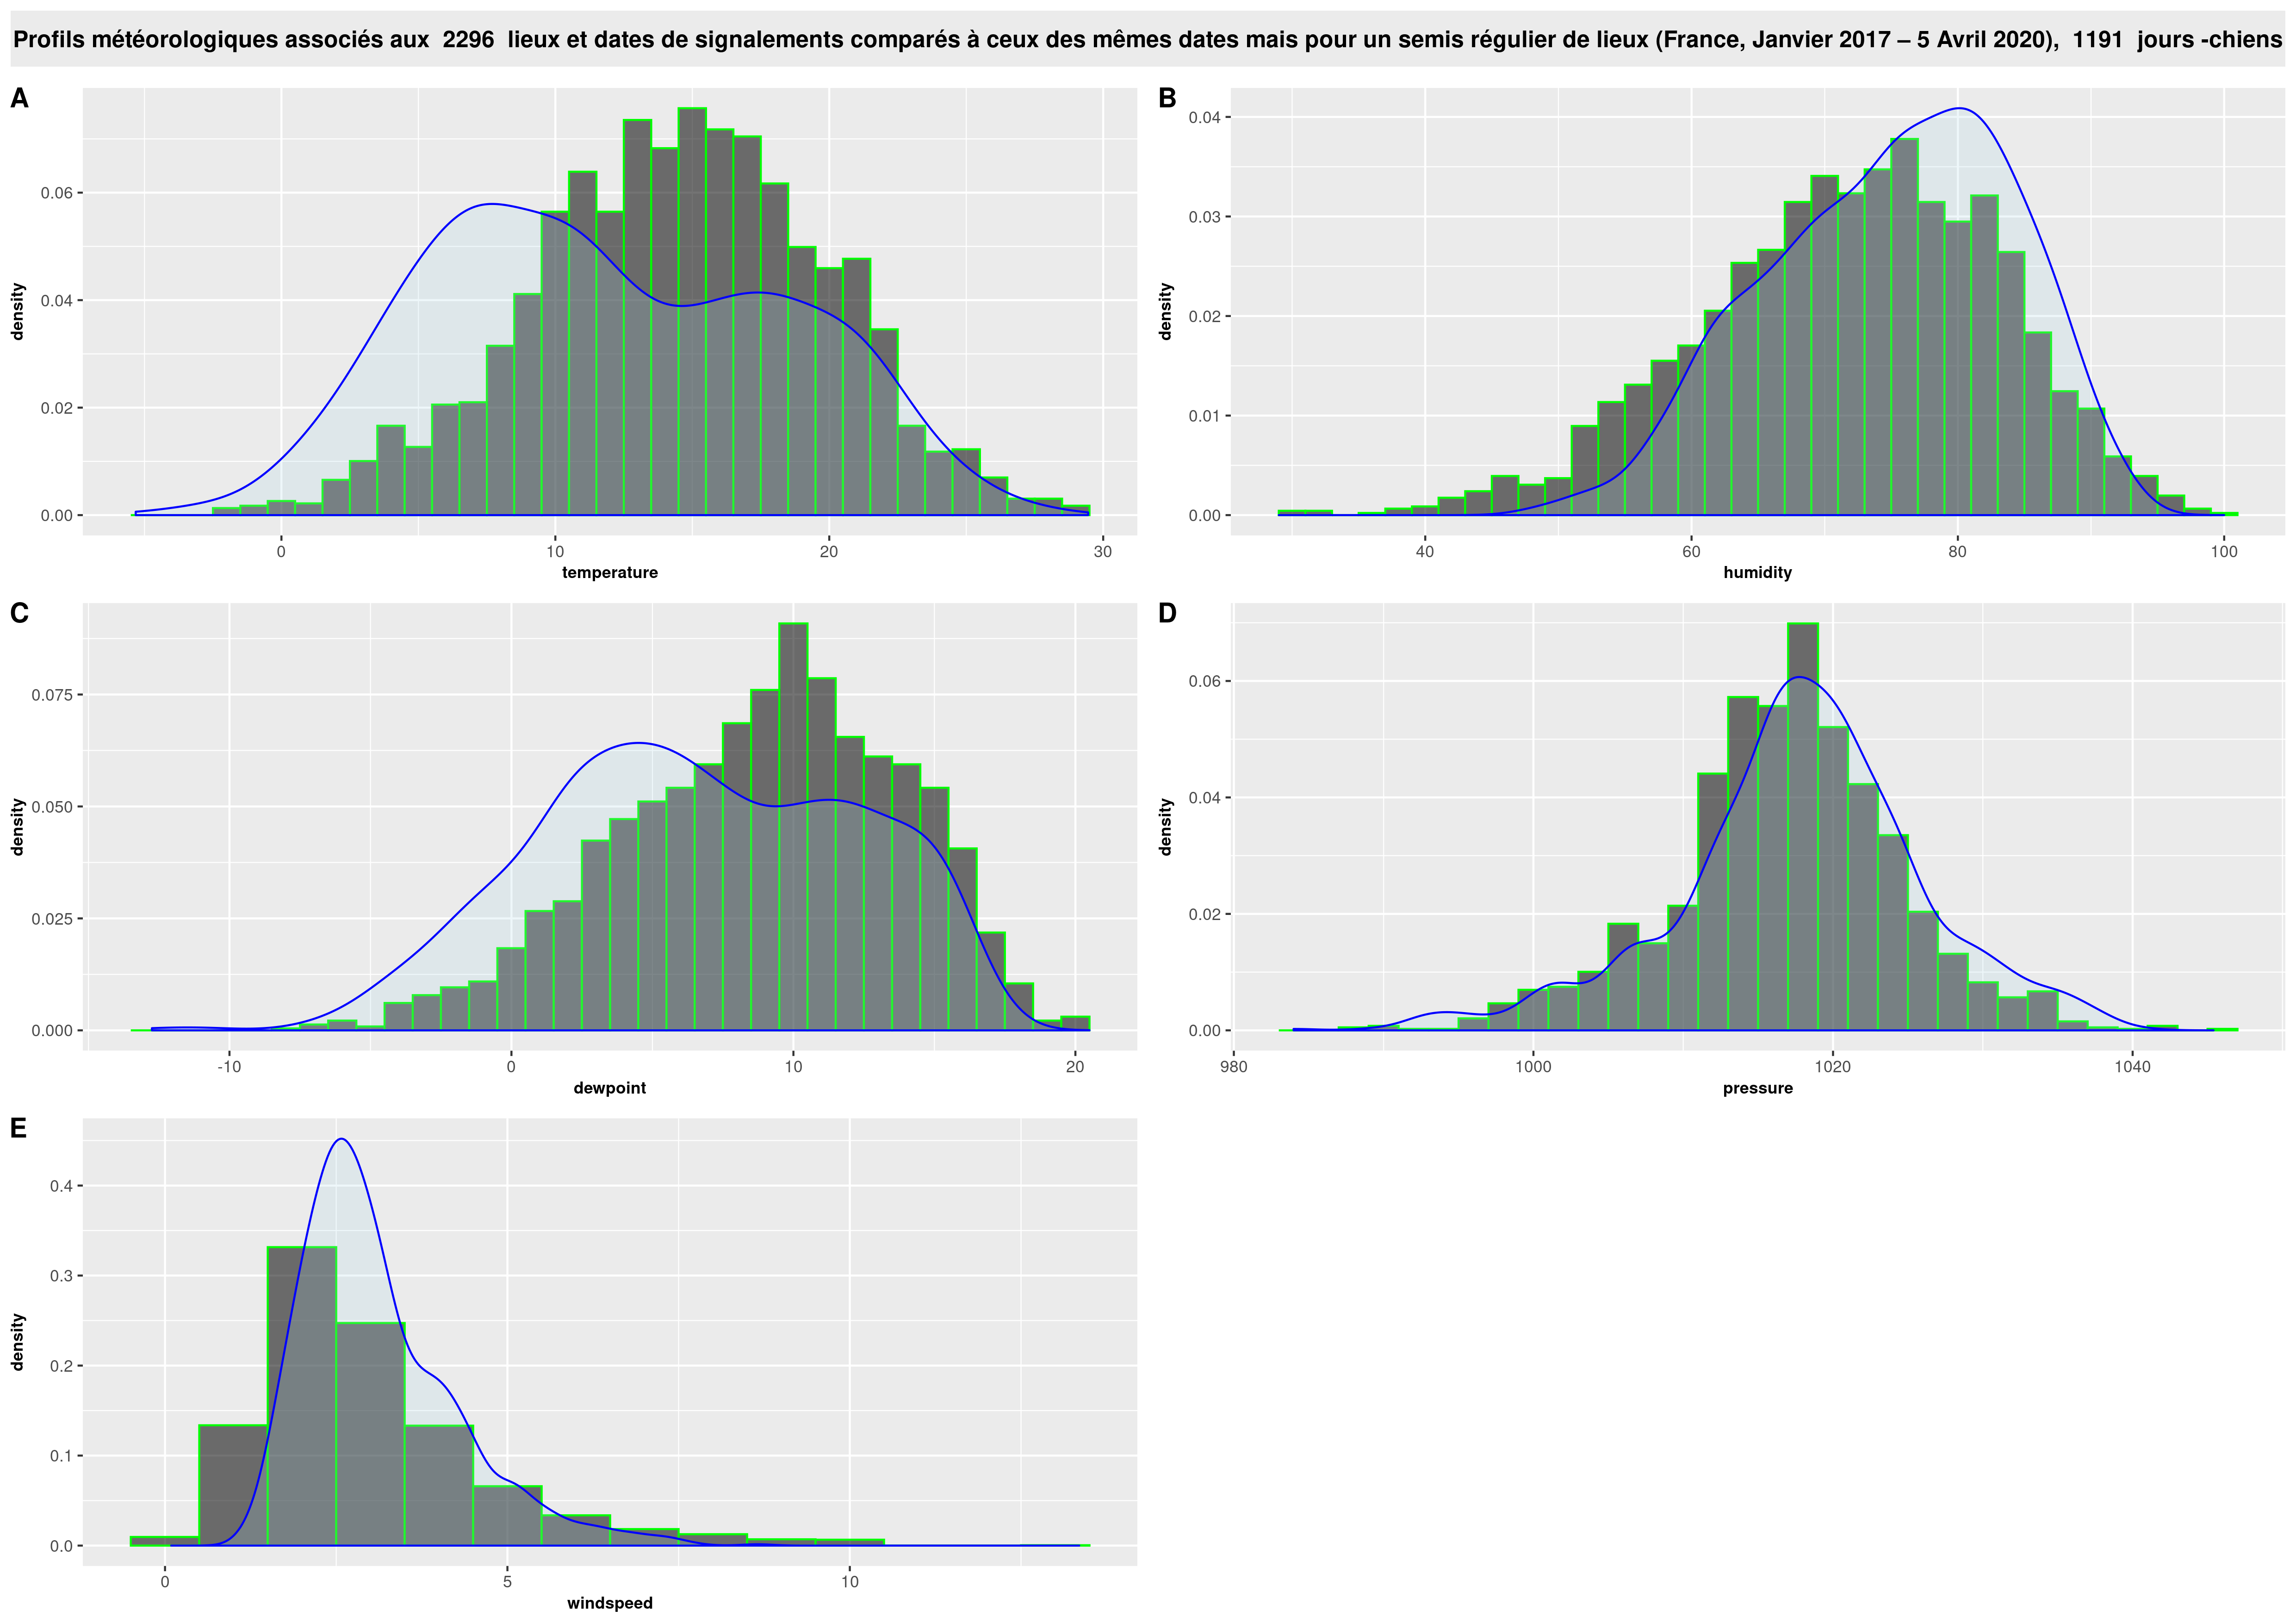 Profils météorologiques associés aux  2296  lieux et dates de signalements comparés à ceux des mêmes dates mais pour un semis régulier de lieux (France, Janvier 2017 – 5 Avril 2020),  1191  jours -chiens
A
density
0.06
0.04
0.02
0.00
0 10 20 30
temperature
B
density
0.04
0.03
0.02
0.01
0.00
40 60 80 100
humidity
C
density
0.075
0.050
0.025
0.000
-10 0 10 20
dewpoint
D
density
0.06
0.04
0.02
0.00
980 1000 1020 1040
pressure
E
density
0.4
0.3
0.2
0.1
0.0
0 5 10
windspeed